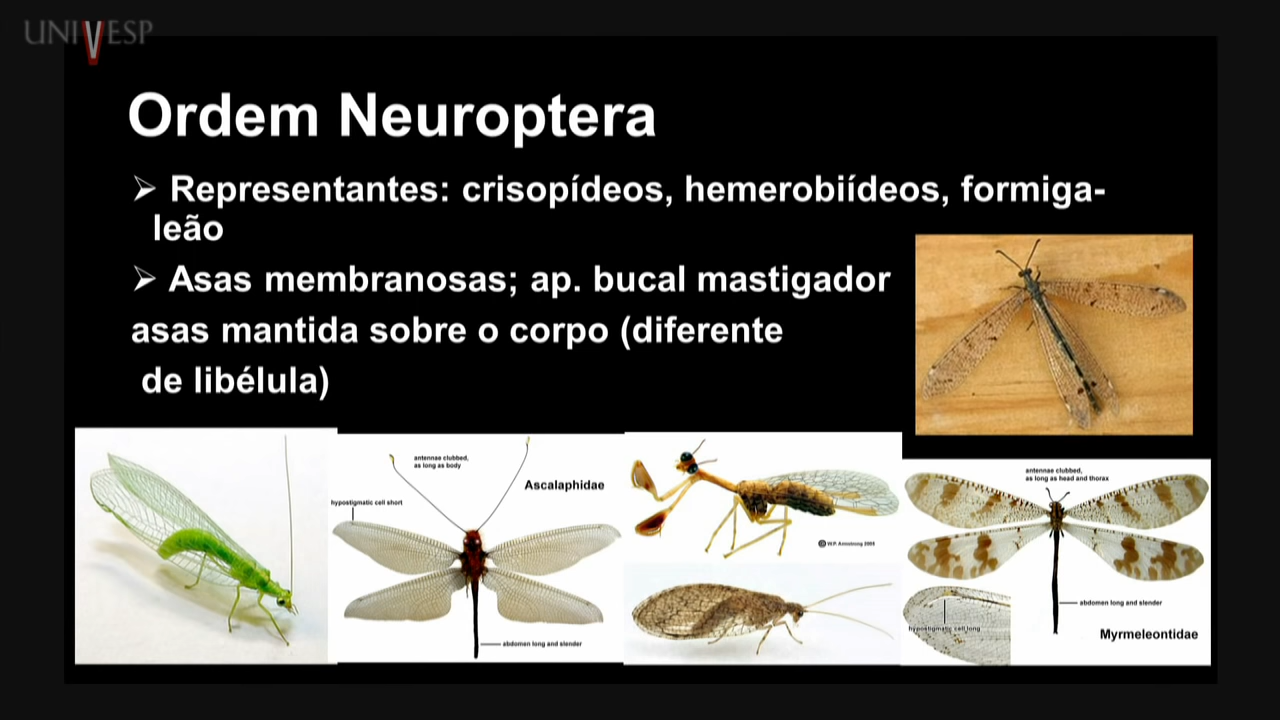 UNIVESP
Ordem Neuroptera
➢ Representantes: crisopídeos, hemerobiídeos, formiga-
leão
➢ Asas membranosas; ap. bucal mastigador
asas mantida sobre o corpo (diferente
de libélula)
antennae clubbed,
as long as body
Ascalaphidae
hypostigmatic cell short
abdomen long and slender
© W.P. Armstrong 2005
antennae clubbed,
as long as head and thorax
hypostigmatic cell long
abdomen long and slender
Myrmeleontidae